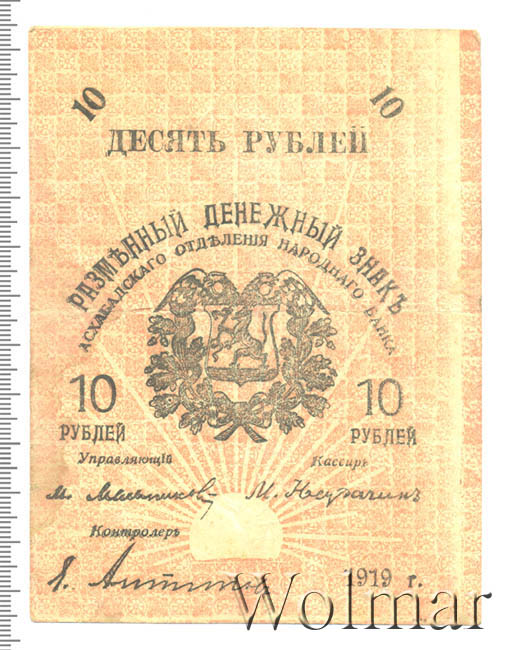 10 10
ДЕСЯТЬ РУБЛЕЙ
РАЗМѢННЫЙ ДЕНЕЖНЫЙ ЗНАКЪ
АСХАБАДСКАГО ОТДѢЛЕНІЯ НАРОДНАГО БАНКА
10 10
РУБЛЕЙ РУБЛЕЙ
Управляющій Кассиръ
М.
Контролеръ
1919 г.
Wolmar